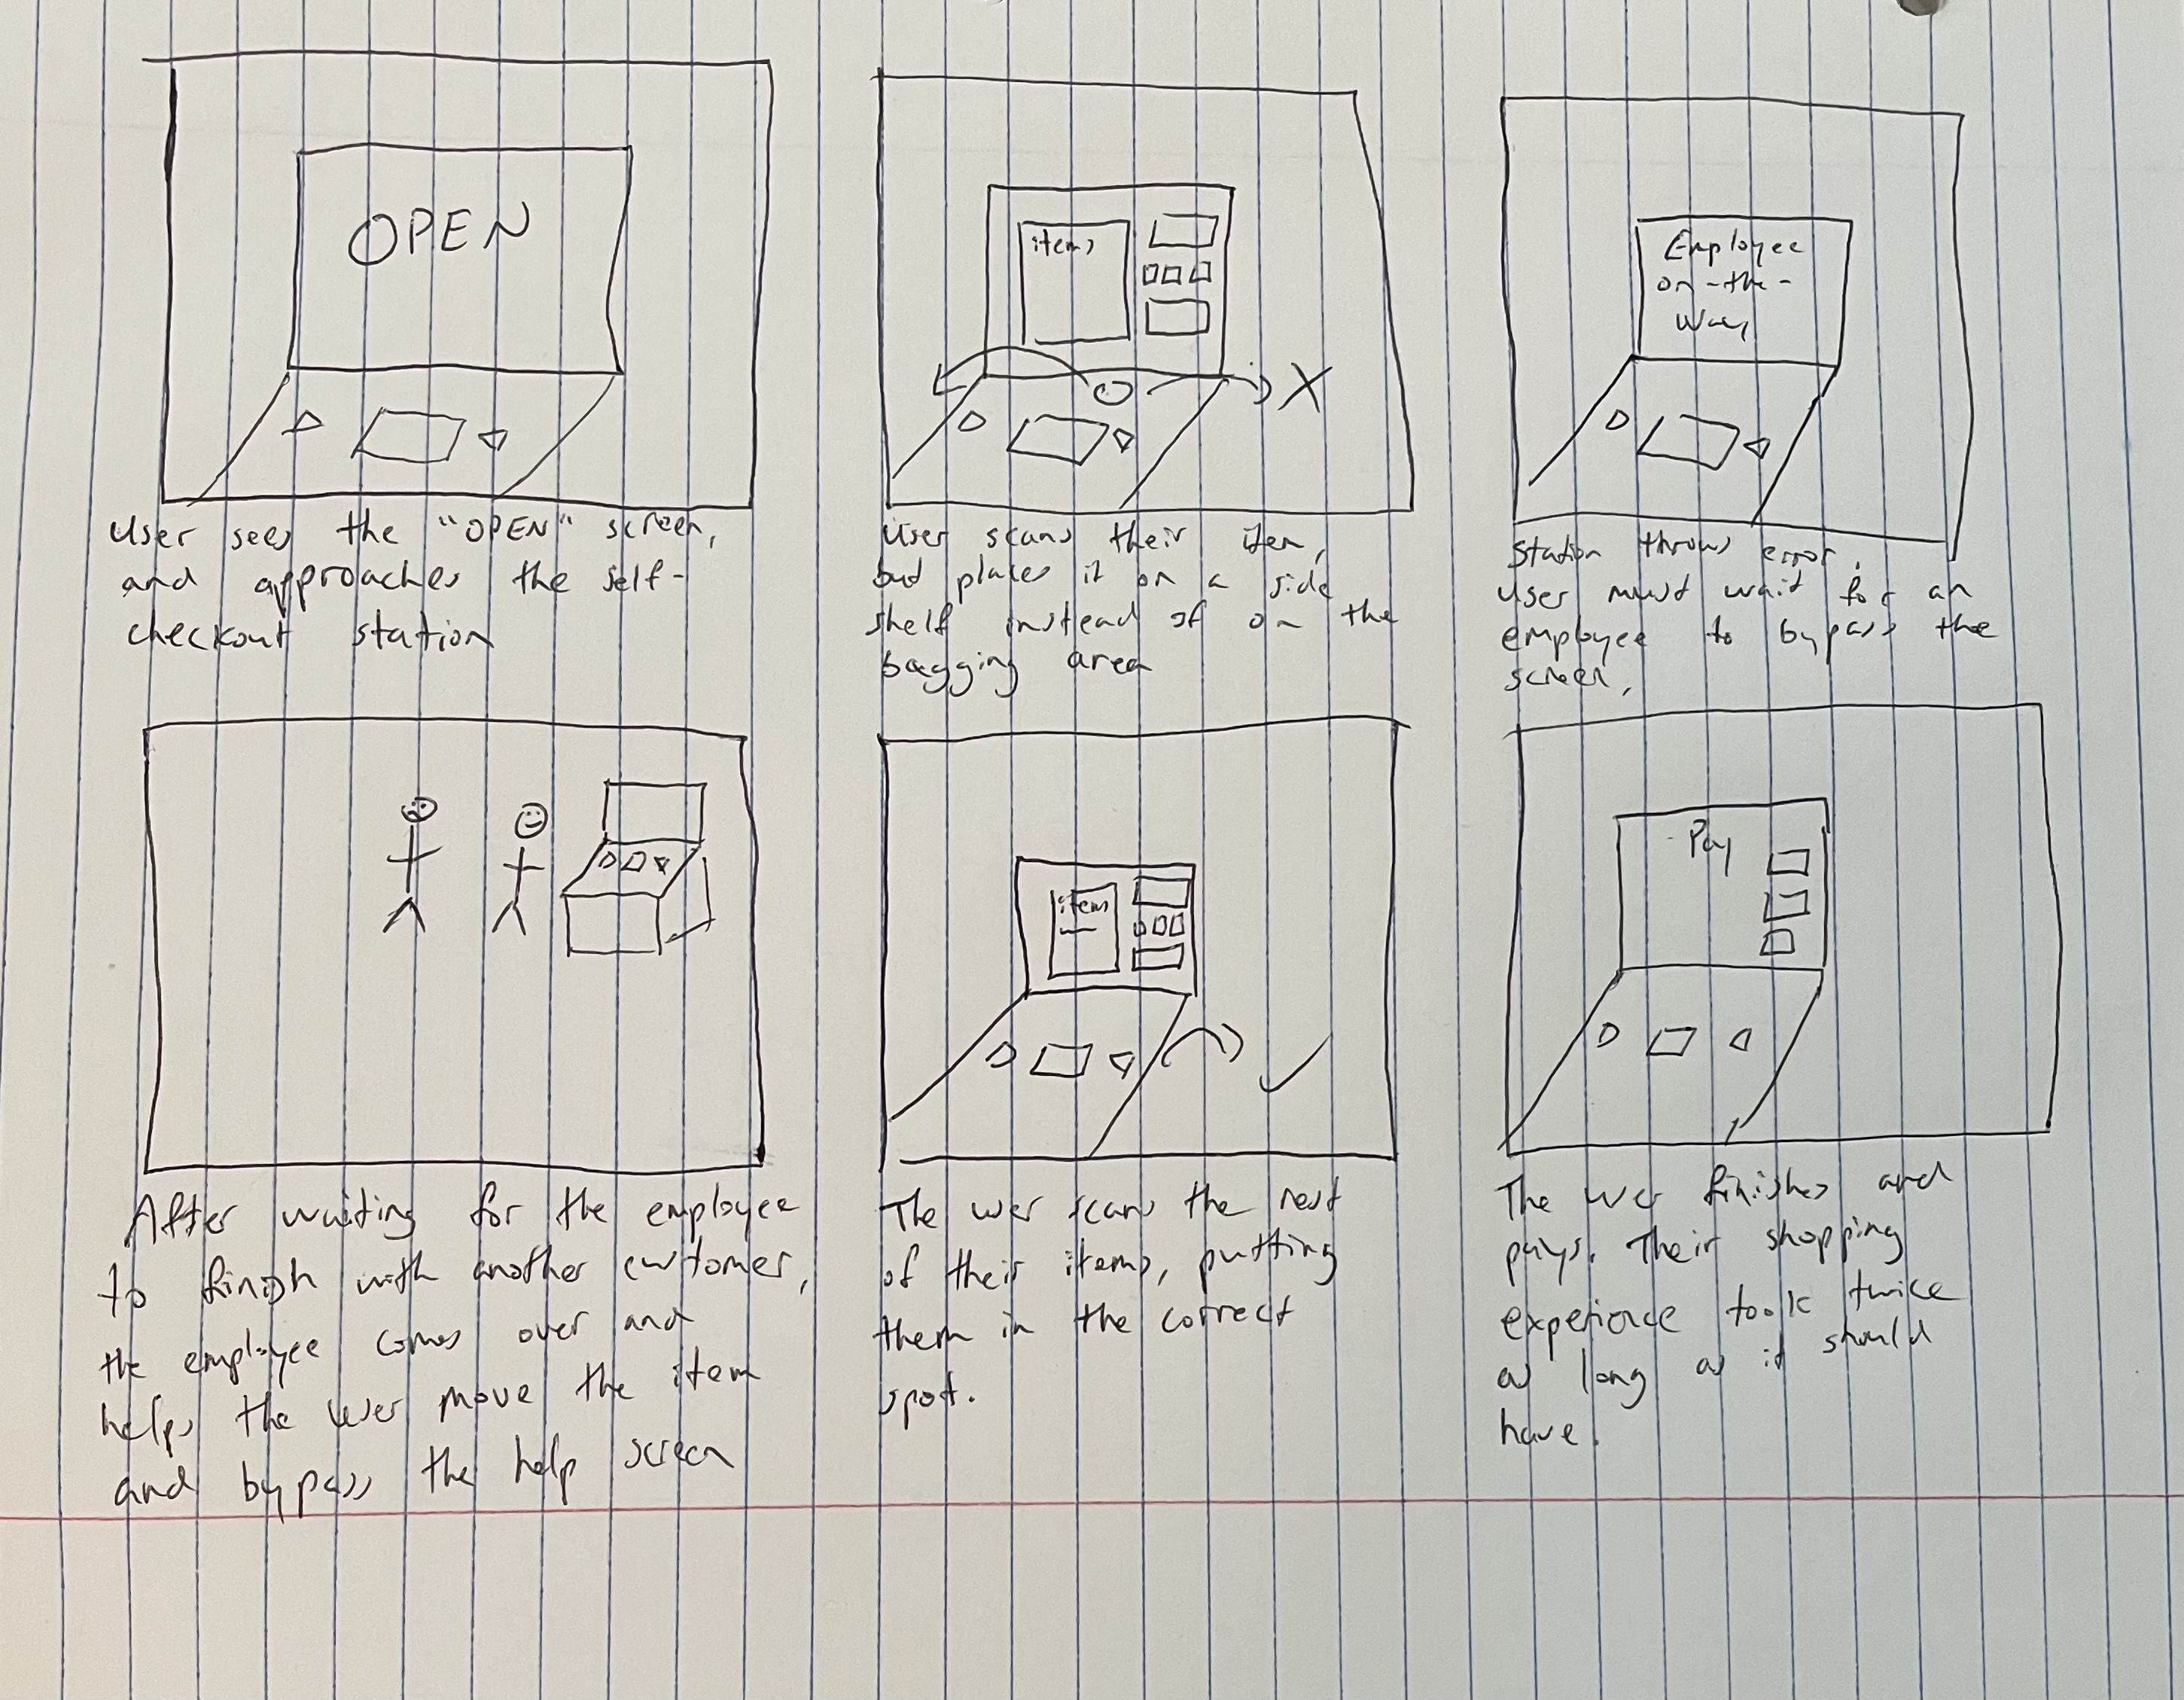 OPEN
User sees the "OPEN" screen,
and approaches the self-
checkout station
items
User scans their item,
but places it on a side
shelf instead of on the
bagging area
Employee
on-the-
way
Station throws error.
User must wait for an
employee to bypass the
screen.
After waiting for the employee
to finish with another customer,
the employee comes over and
helps the user move the item
and bypass the help screen
items
The user scans the rest
of their items, putting
them in the correct
spot.
Pay
The user finishes and
pays. Their shopping
experience took twice
as long as it should
have.